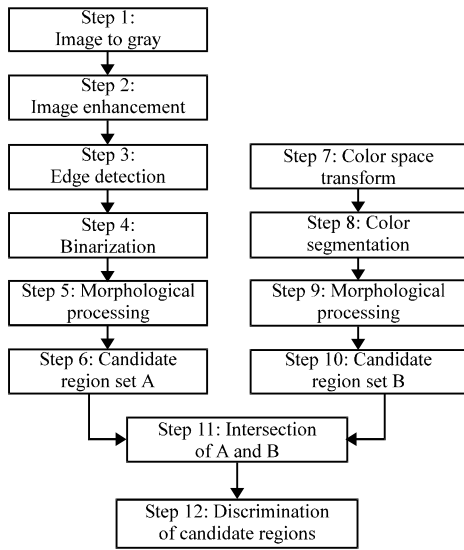 Step 1:
Image to gray
Step 2:
Image enhancement
Step 3:
Edge detection
Step 4:
Binarization
Step 5: Morphological
processing
Step 6: Candidate
region set A
Step 7: Color space
transform
Step 8: Color
segmentation
Step 9: Morphological
processing
Step 10: Candidate
region set B
Step 11: Intersection
of A and B
Step 12: Discrimination
of candidate regions